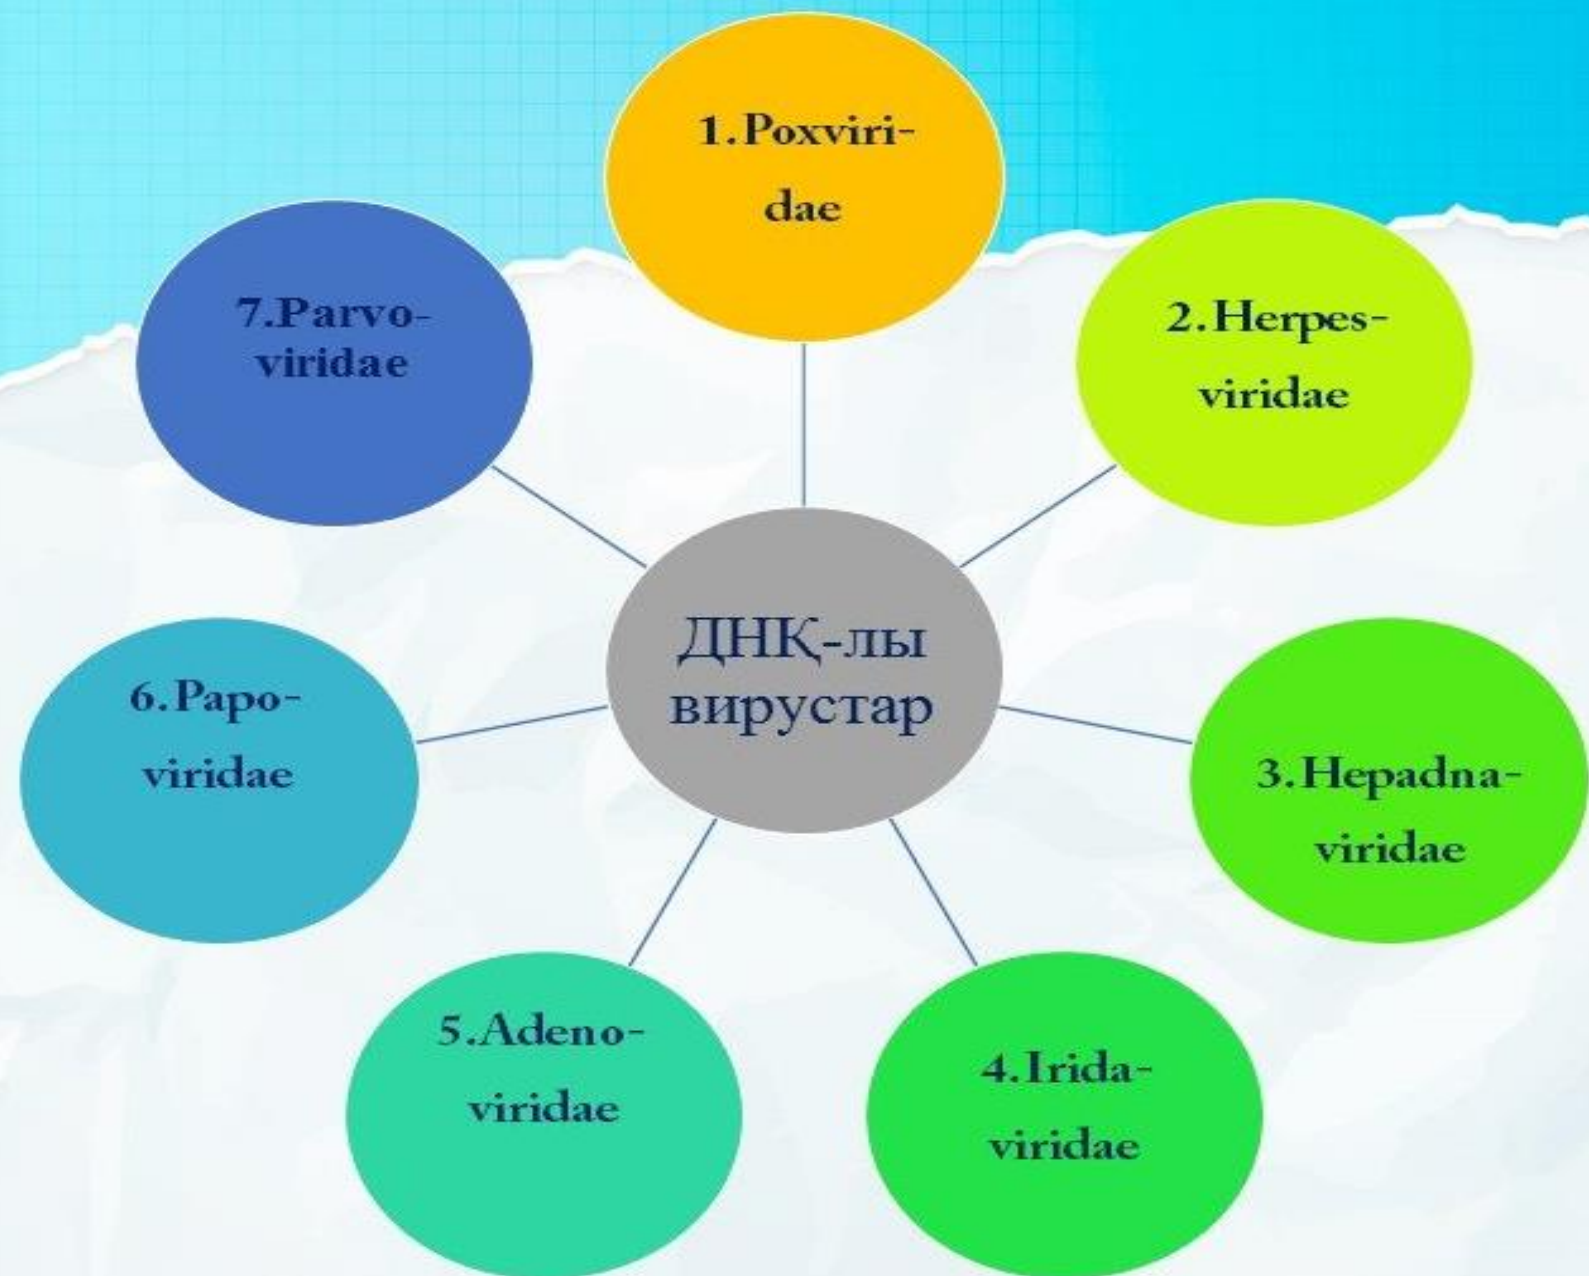 ДНҚ-лы
вирустар
1.Poxviri-
dae
2.Herpes-
viridae
3.Hepadna-
viridae
4.Irida-
viridae
5.Adeno-
viridae
6.Papo-
viridae
7.Parvo-
viridae